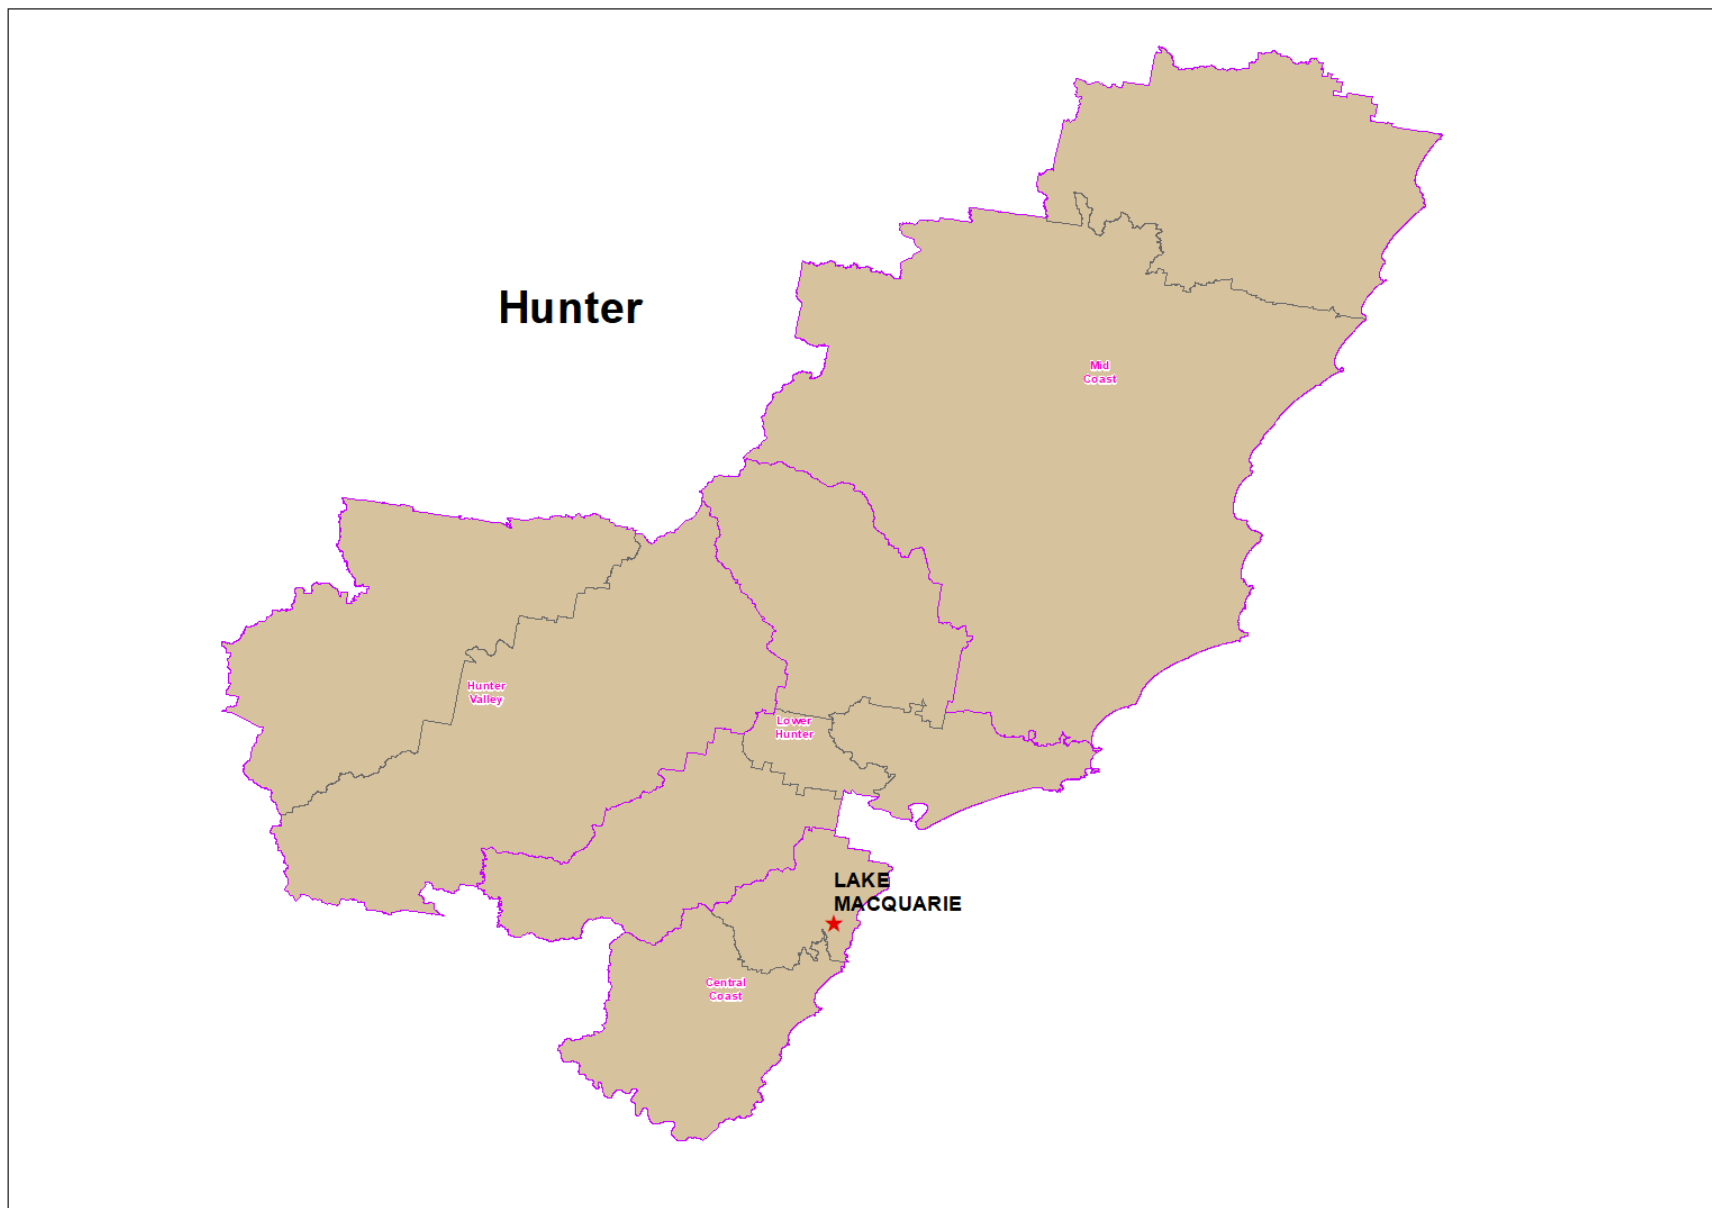 Hunter
Mid
Coast
Hunter
Valley
Lower
Hunter
LAKE
MACQUARIE
Central
Coast